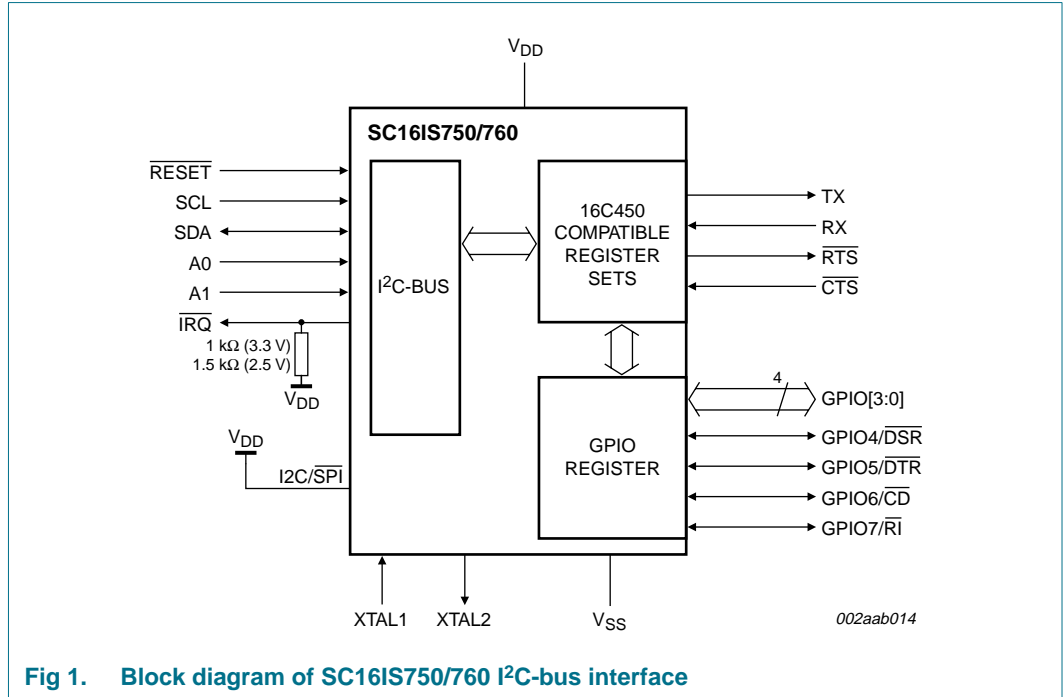 VDD
SC16IS750/760
RESET
SCL
SDA
A0
A1
IRQ
1 kΩ (3.3 V)
1.5 kΩ (2.5 V)
VDD
VDD
I2C/SPI
I2C-BUS
16C450
COMPATIBLE
REGISTER
SETS
TX
RX
RTS
CTS
GPIO
REGISTER
4
GPIO[3:0]
GPIO4/DSR
GPIO5/DTR
GPIO6/CD
GPIO7/RI
XTAL1
XTAL2
VSS
002aab014
Fig 1. Block diagram of SC16IS750/760 I2C-bus interface